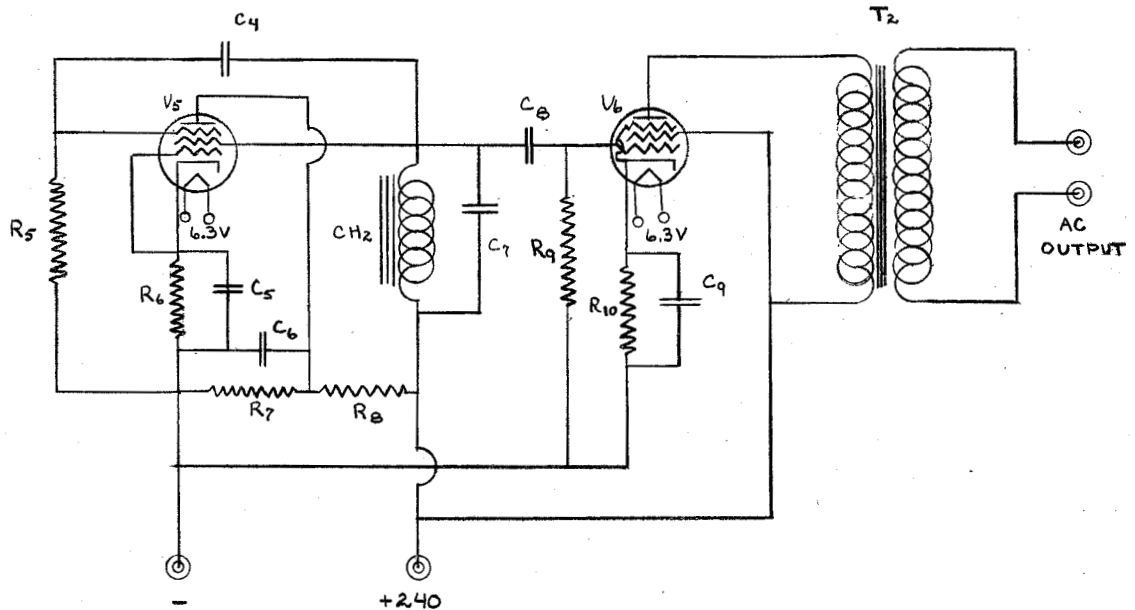 T2
C4
V5
C8
V6
R5
6.3V
CH2
C7
R9
6.3V
AC
OUTPUT
R6
C5
R10
C9
C6
R7
R8
-
+240